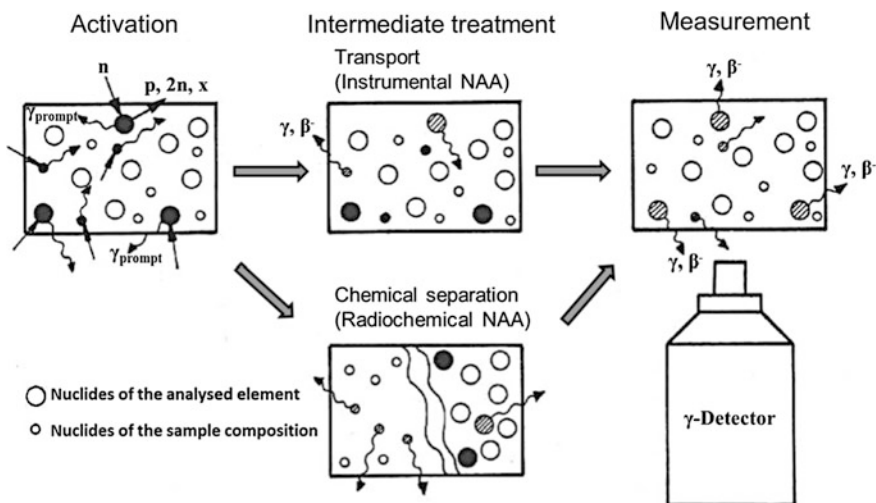 Activation
Intermediate treatment
Measurement
Transport
(Instrumental NAA)
n
p, 2n, x
γprompt
γprompt
γ, β-
γ, β-
γ, β-
γ, β-
Chemical separation
(Radiochemical NAA)
Nuclides of the analysed element
Nuclides of the sample composition
γ-Detector